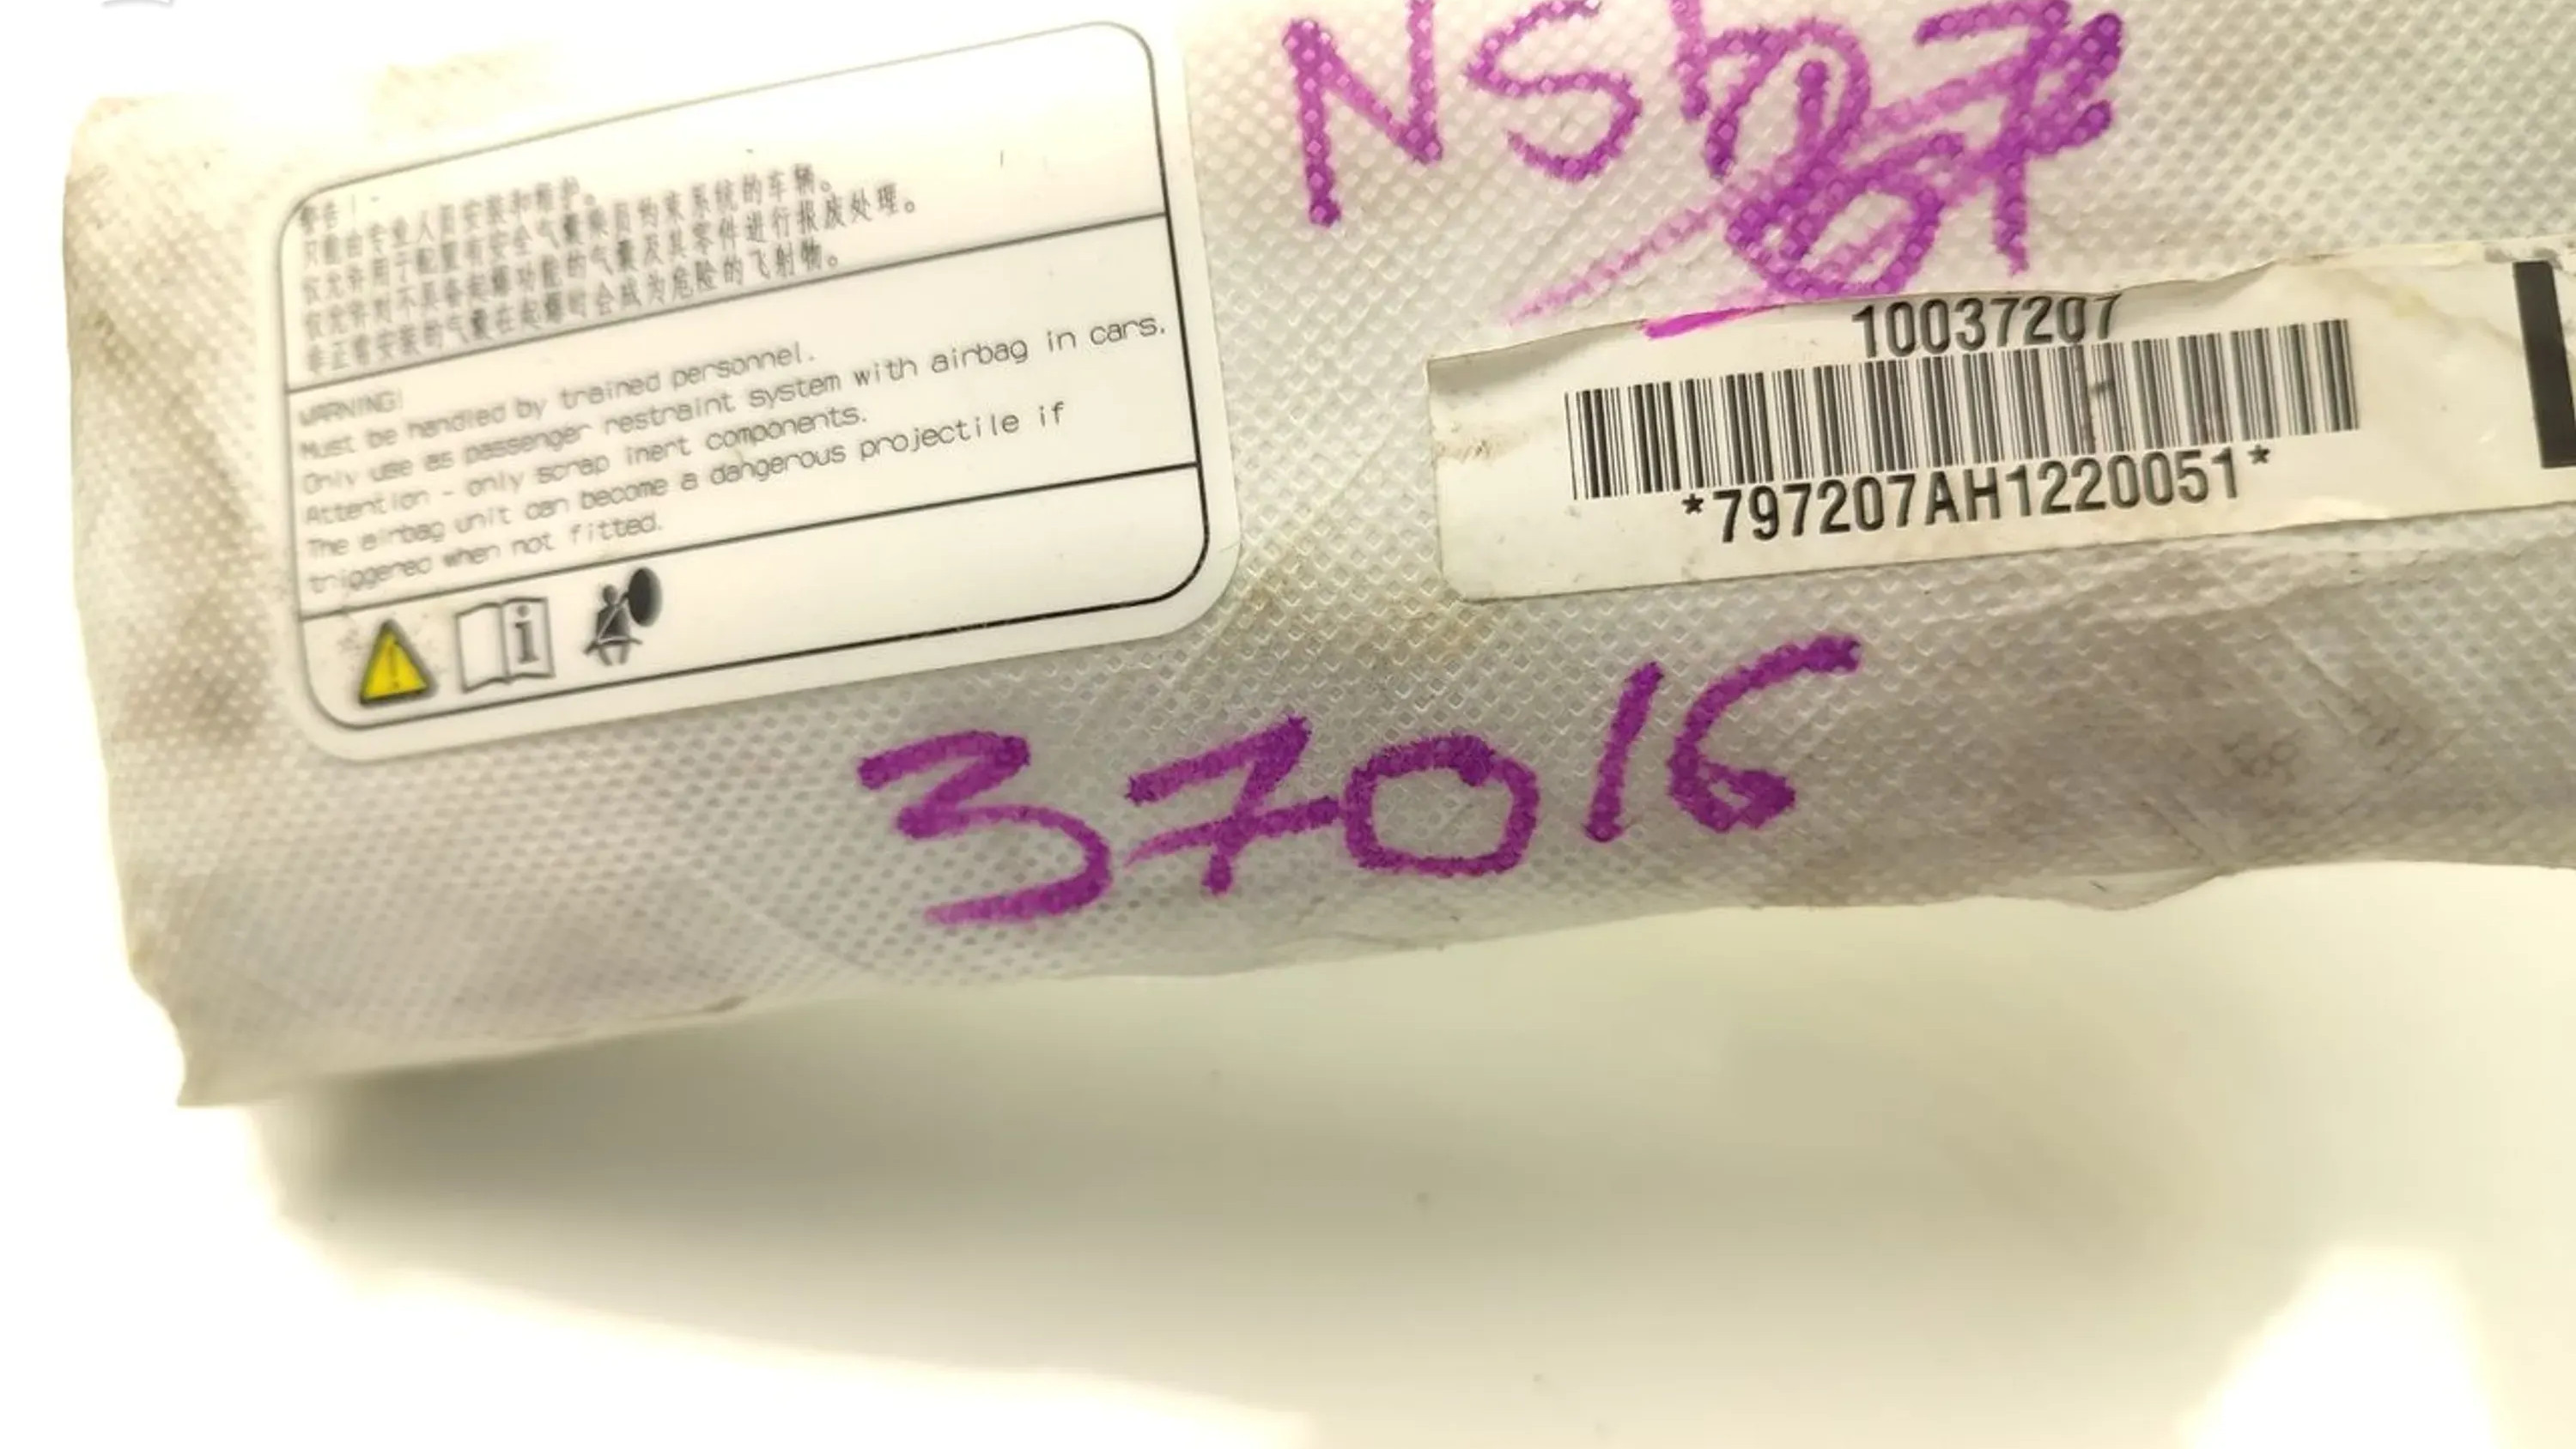 警告！
只能由专业人员安装和维护。
仅允许用于配置有安全气囊乘员约束系统的车辆。
仅允许对不具备起爆功能的气囊及其零件进行报废处理。
非正常安装的气囊在起爆时会成为危险的飞射物。
WARNING!
Must be handled by trained personnel.
Only use as passenger restraint system with airbag in cars.
Attention - only scrap inert components.
The airbag unit can become a dangerous projectile if
triggered when not fitted.
i
10037207
*797207AH1220051*
37016